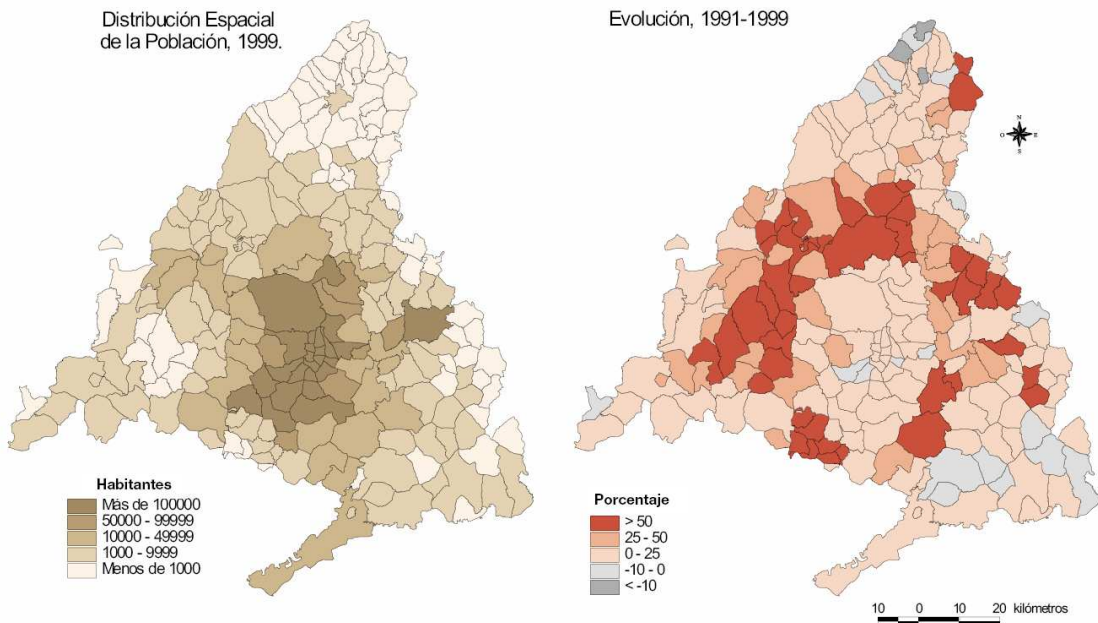 Distribución Espacial
de la Población, 1999.
Evolución, 1991-1999
N
O E
S
Habitantes
Más de 100000
50000 - 99999
10000 - 49999
1000 - 9999
Menos de 1000
Porcentaje
> 50
25 - 50
0 - 25
-10 - 0
< -10
10 0 10 20 kilómetros